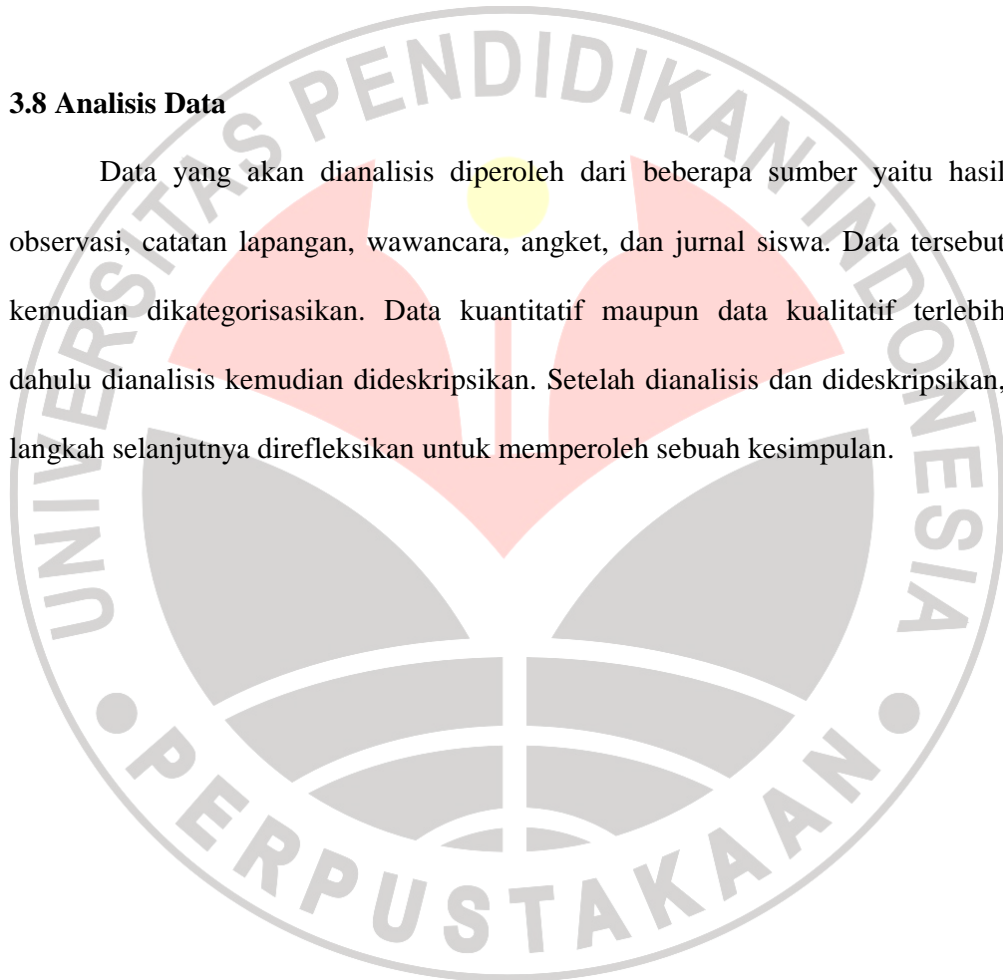 3.8 Analisis Data
Data yang akan dianalisis diperoleh dari beberapa sumber yaitu hasil
observasi, catatan lapangan, wawancara, angket, dan jurnal siswa. Data tersebut
kemudian dikategorisasikan. Data kuantitatif maupun data kualitatif terlebih
dahulu dianalisis kemudian dideskripsikan. Setelah dianalisis dan dideskripsikan,
langkah selanjutnya direfleksikan untuk memperoleh sebuah kesimpulan.
UNIVERSITAS PENDIDIKAN INDONESIA
PERPUSTAKAAN